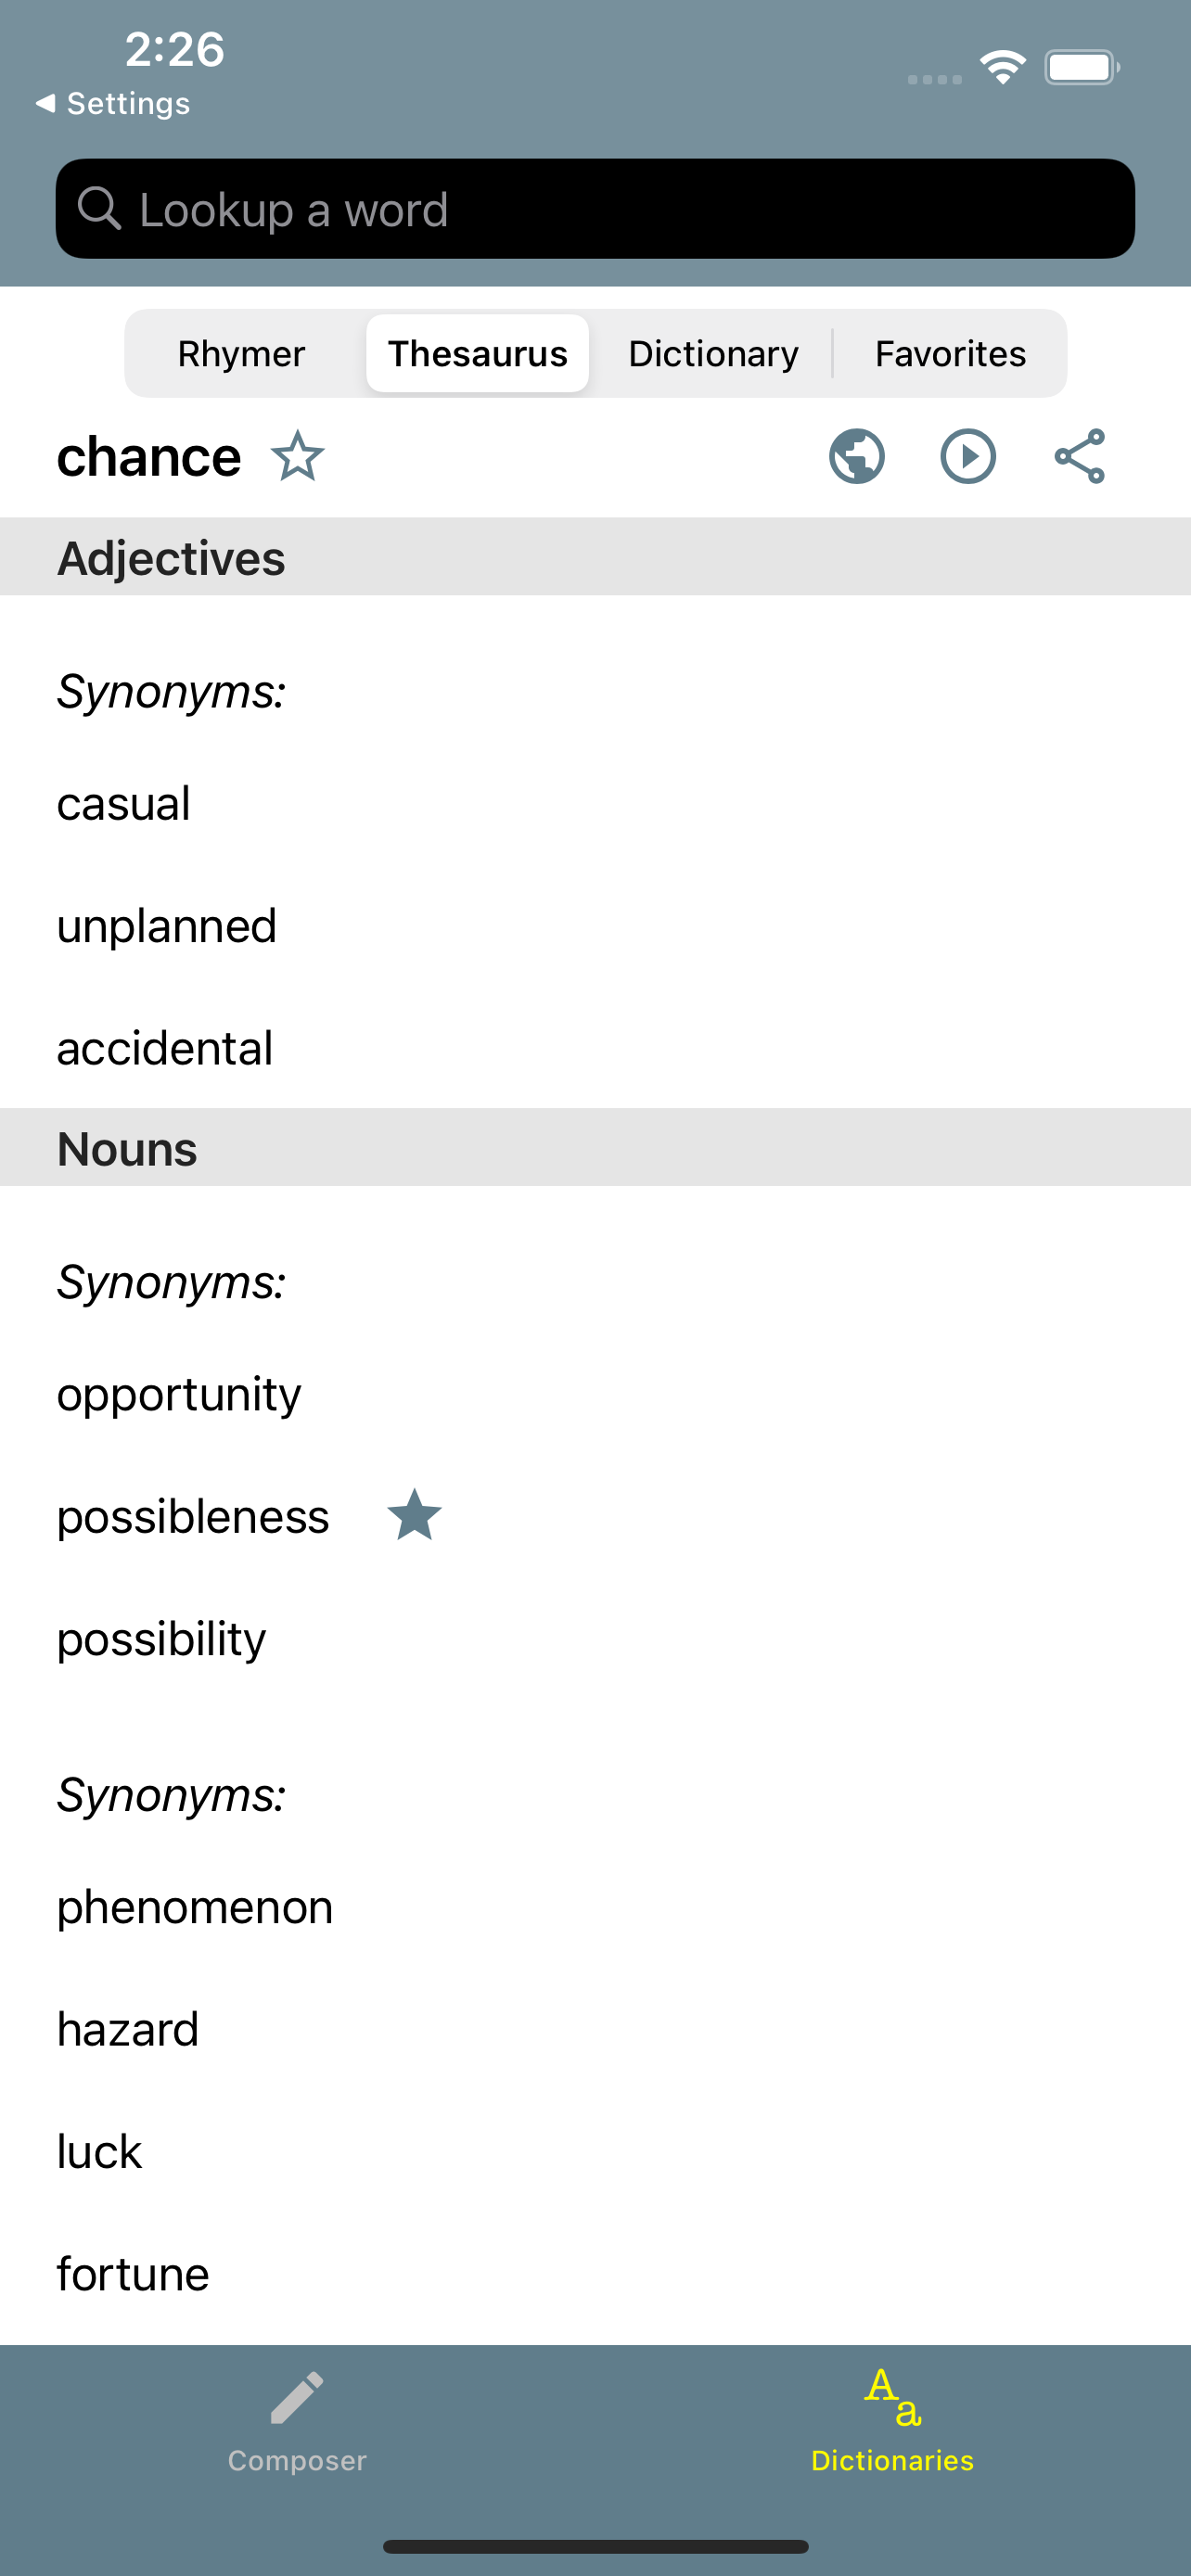 2:26
◀ Settings
Lookup a word
Rhymer Thesaurus Dictionary Favorites
chance
Adjectives
Synonyms:
casual
unplanned
accidental
Nouns
Synonyms:
opportunity
possibleness
possibility
Synonyms:
phenomenon
hazard
luck
fortune
Composer Dictionaries